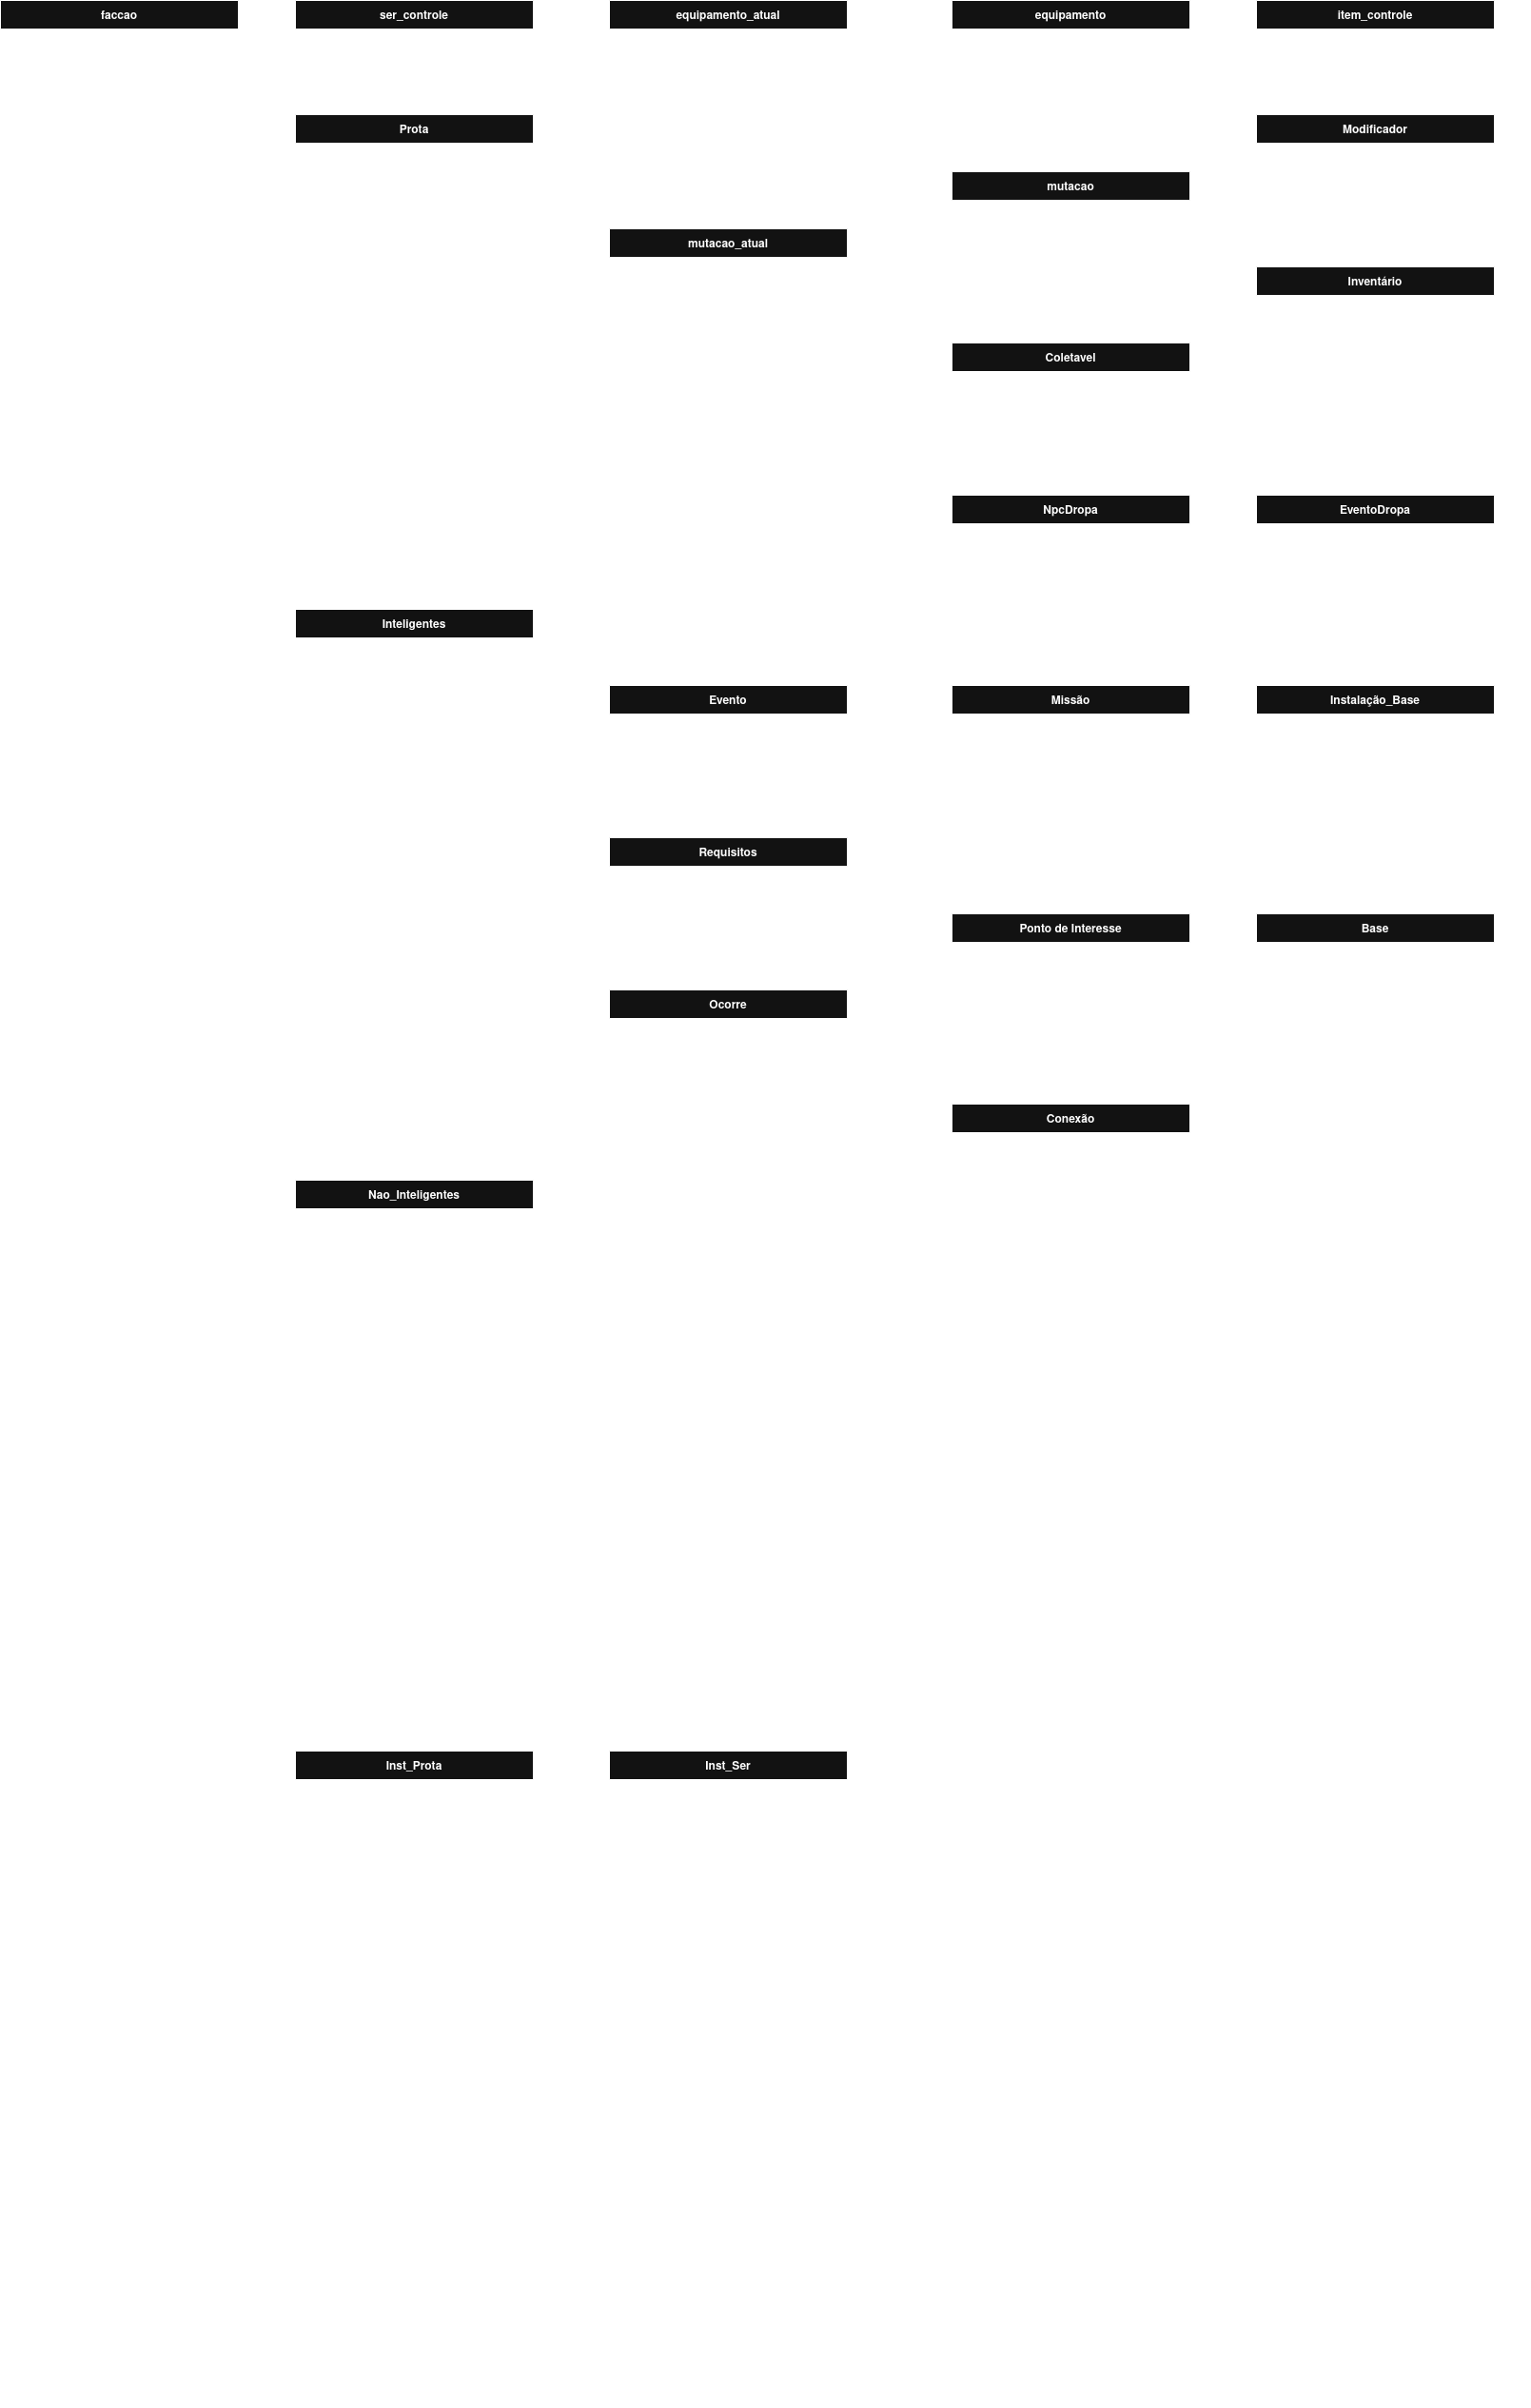 faccao
ser_controle
equipamento_atual
equipamento
item_controle
Prota
Modificador
mutacao
mutacao_atual
Inventário
Coletavel
NpcDropa
EventoDropa
Inteligentes
Evento
Missão
Instalação_Base
Requisitos
Ponto de Interesse
Base
Ocorre
Conexão
Nao_Inteligentes
Inst_Prota
Inst_Ser